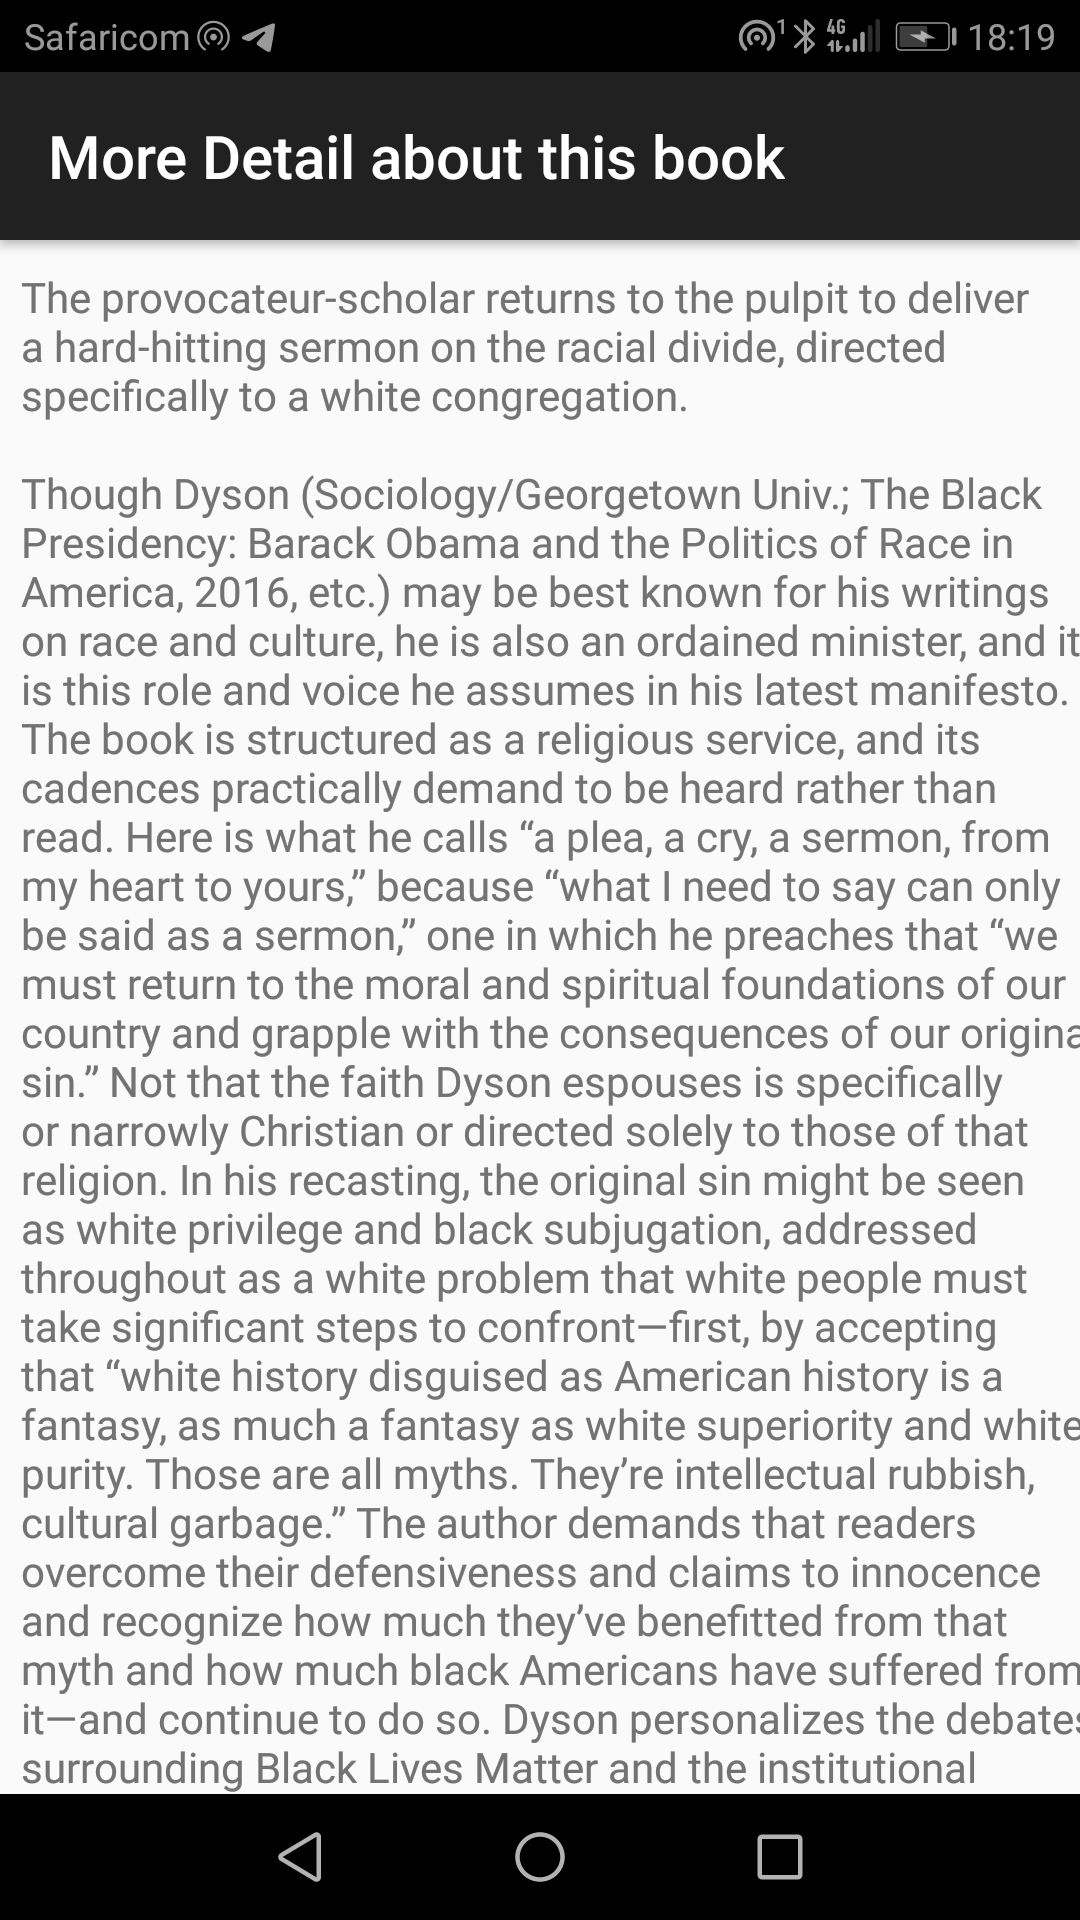 Safaricom 1 4G 18:19
More Detail about this book
The provocateur-scholar returns to the pulpit to deliver
a hard-hitting sermon on the racial divide, directed
specifically to a white congregation.
Though Dyson (Sociology/Georgetown Univ.; The Black
Presidency: Barack Obama and the Politics of Race in
America, 2016, etc.) may be best known for his writings
on race and culture, he is also an ordained minister, and it
is this role and voice he assumes in his latest manifesto.
The book is structured as a religious service, and its
cadences practically demand to be heard rather than
read. Here is what he calls “a plea, a cry, a sermon, from
my heart to yours,” because “what I need to say can only
be said as a sermon,” one in which he preaches that “we
must return to the moral and spiritual foundations of our
country and grapple with the consequences of our origina
sin.” Not that the faith Dyson espouses is specifically
or narrowly Christian or directed solely to those of that
religion. In his recasting, the original sin might be seen
as white privilege and black subjugation, addressed
throughout as a white problem that white people must
take significant steps to confront—first, by accepting
that “white history disguised as American history is a
fantasy, as much a fantasy as white superiority and white
purity. Those are all myths. They’re intellectual rubbish,
cultural garbage.” The author demands that readers
overcome their defensiveness and claims to innocence
and recognize how much they’ve benefitted from that
myth and how much black Americans have suffered from
it—and continue to do so. Dyson personalizes the debates
surrounding Black Lives Matter and the institutional